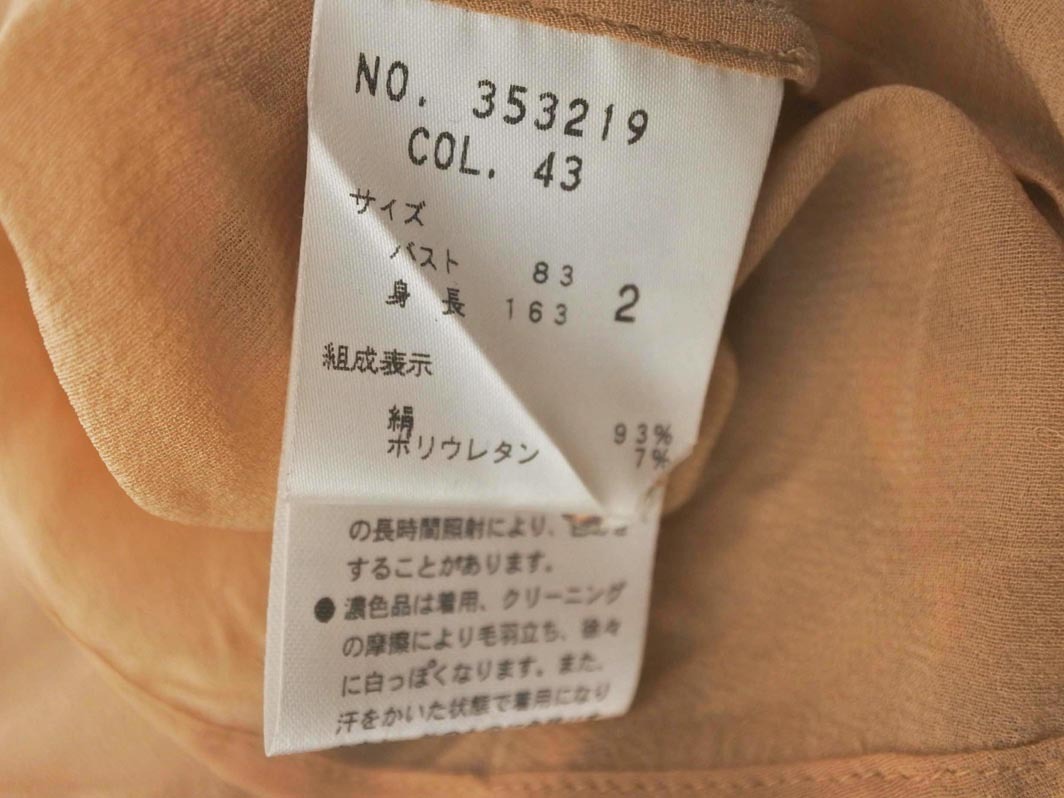 NO. 353219
COL. 43
サイズ
バスト 83
身長 163 2
組成表示
絹 93%
ポリウレタン 7%
の長時間照射により、
することがあります。
●濃色品は着用、クリーニング
の摩擦により毛羽立ち、徐々
に白っぽくなります。また、
汗をかいた状態で着用になり